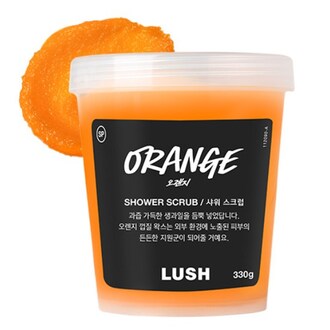 SP
ORANGE
오렌지
SHOWER SCRUB / 샤워 스크럽
과즙 가득한 생과일을 듬뿍 넣었답니다.
오렌지 껍질 왁스는 외부 환경에 노출된 피부의
든든한 지원군이 되어줄 거예요.
LUSH
330g